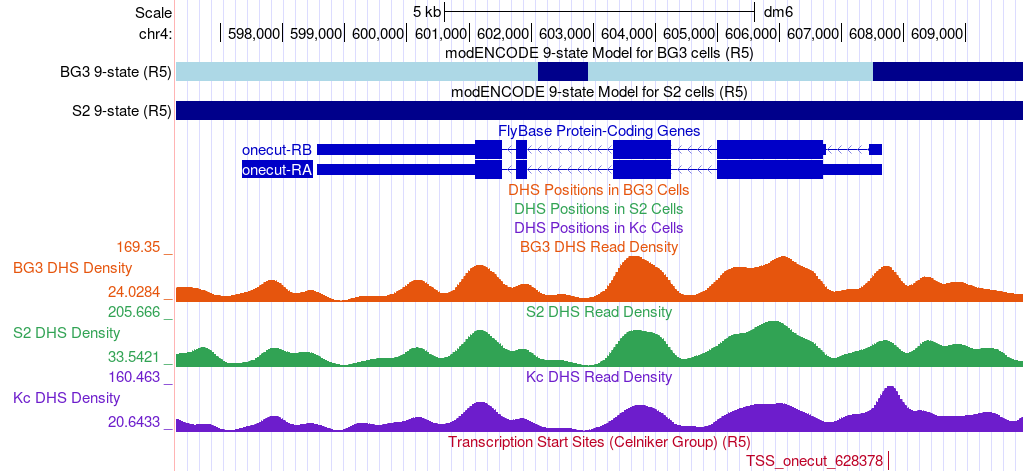 Scale 5 kb dm6
chr4: 598,000 599,000 600,000 601,000 602,000 603,000 604,000 605,000 606,000 607,000 608,000 609,000
modENCODE 9-state Model for BG3 cells (R5)
BG3 9-state (R5)
modENCODE 9-state Model for S2 cells (R5)
S2 9-state (R5)
FlyBase Protein-Coding Genes
onecut-RB
onecut-RA
DHS Positions in BG3 Cells
DHS Positions in S2 Cells
DHS Positions in Kc Cells
169.35 _ BG3 DHS Read Density
BG3 DHS Density
24.0284 _
205.666 _ S2 DHS Read Density
S2 DHS Density
33.5421 _
160.463 _ Kc DHS Read Density
Kc DHS Density
20.6433 _
Transcription Start Sites (Celniker Group) (R5)
TSS_onecut_628378